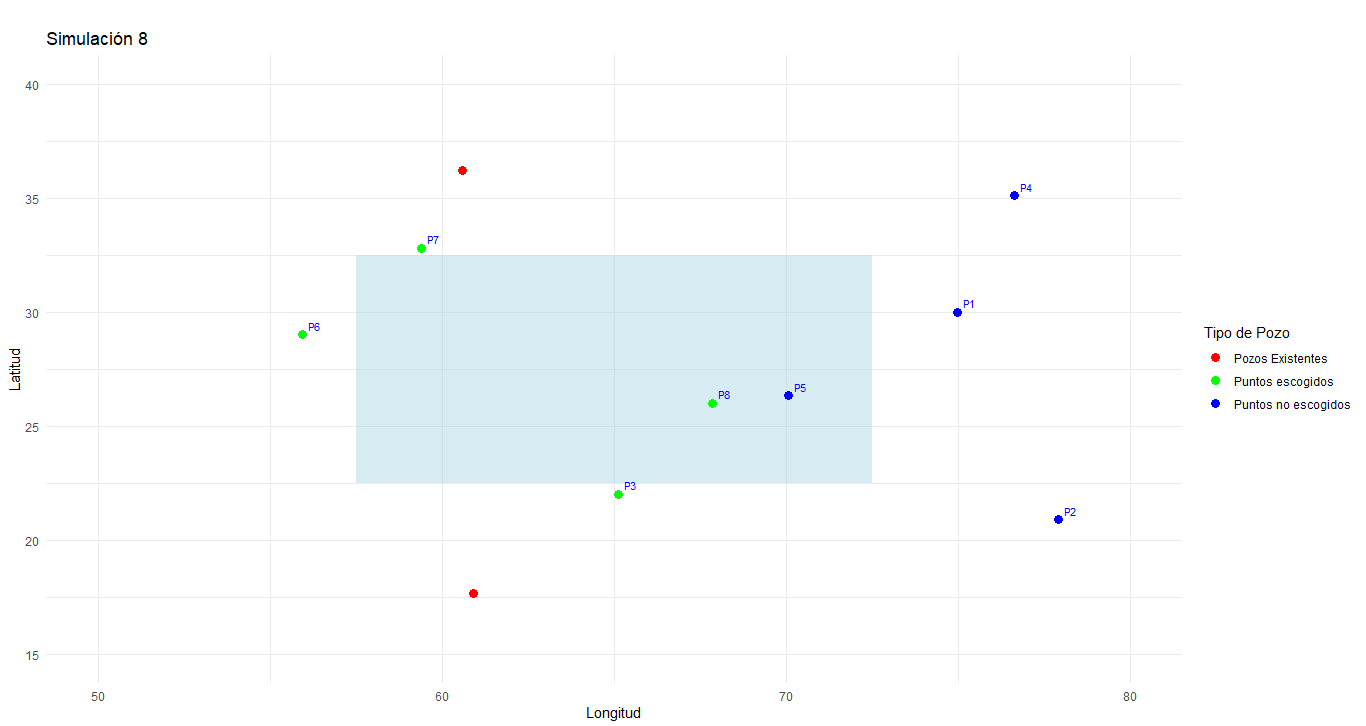 Simulación 8
40
35
30
25
20
15
Latitud
P4
P7
P1
P6
P5
P8
P3
P2
50 60 70 80
Longitud
Tipo de Pozo
Pozos Existentes
Puntos escogidos
Puntos no escogidos